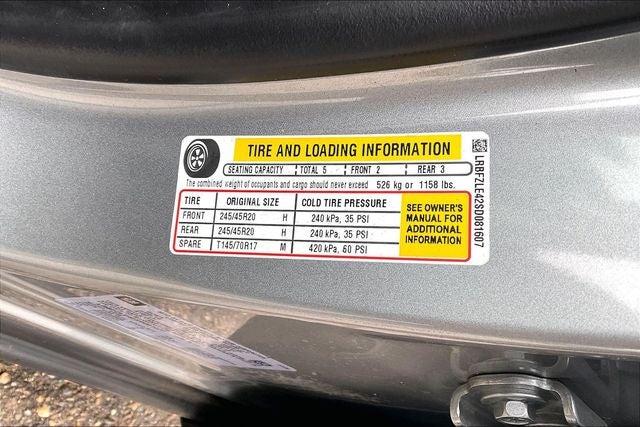 TIRE AND LOADING INFORMATION
SEATING CAPACITY TOTAL 5 FRONT 2 REAR 3
The combined weight of occupants and cargo should never exceed 526 kg or 1158 lbs.
TIRE ORIGINAL SIZE COLD TIRE PRESSURE
FRONT 245/45R20 H 240 kPa, 35 PSI
REAR 245/45R20 H 240 kPa, 35 PSI
SPARE T145/70R17 M 420 kPa, 60 PSI
SEE OWNER'S
MANUAL FOR
ADDITIONAL
INFORMATION
LRBFZLE42SD081607